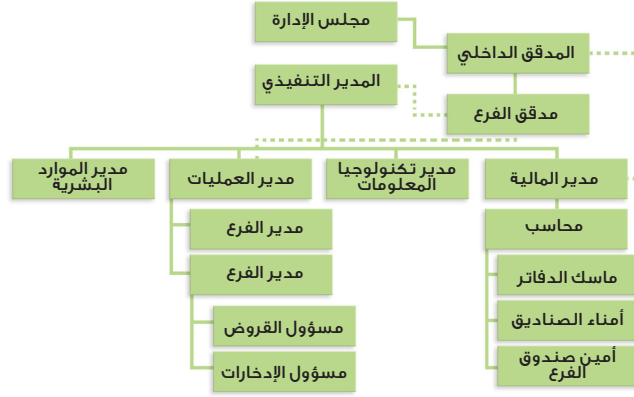 مجلس الإدارة
المدقق الداخلي
المدير التنفيذي
مدقق الفرع
مدير المالية
مدير تكنولوجيا
المعلومات
مدير العمليات
مدير الموارد
البشرية
محاسب
مدير الفرع
ماسك الدفاتر
مدير الفرع
أمناء الصناديق
مسؤول القروض
أمين صندوق
الفرع
مسؤول الإدخارات